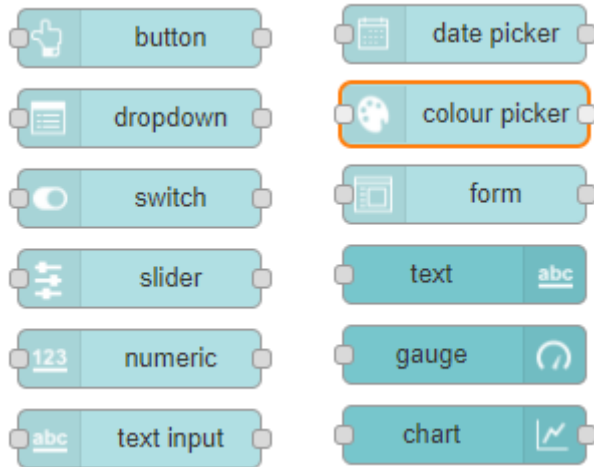 button
dropdown
switch
slider
123 numeric
abc text input
date picker
colour picker
form
text abc
gauge
chart